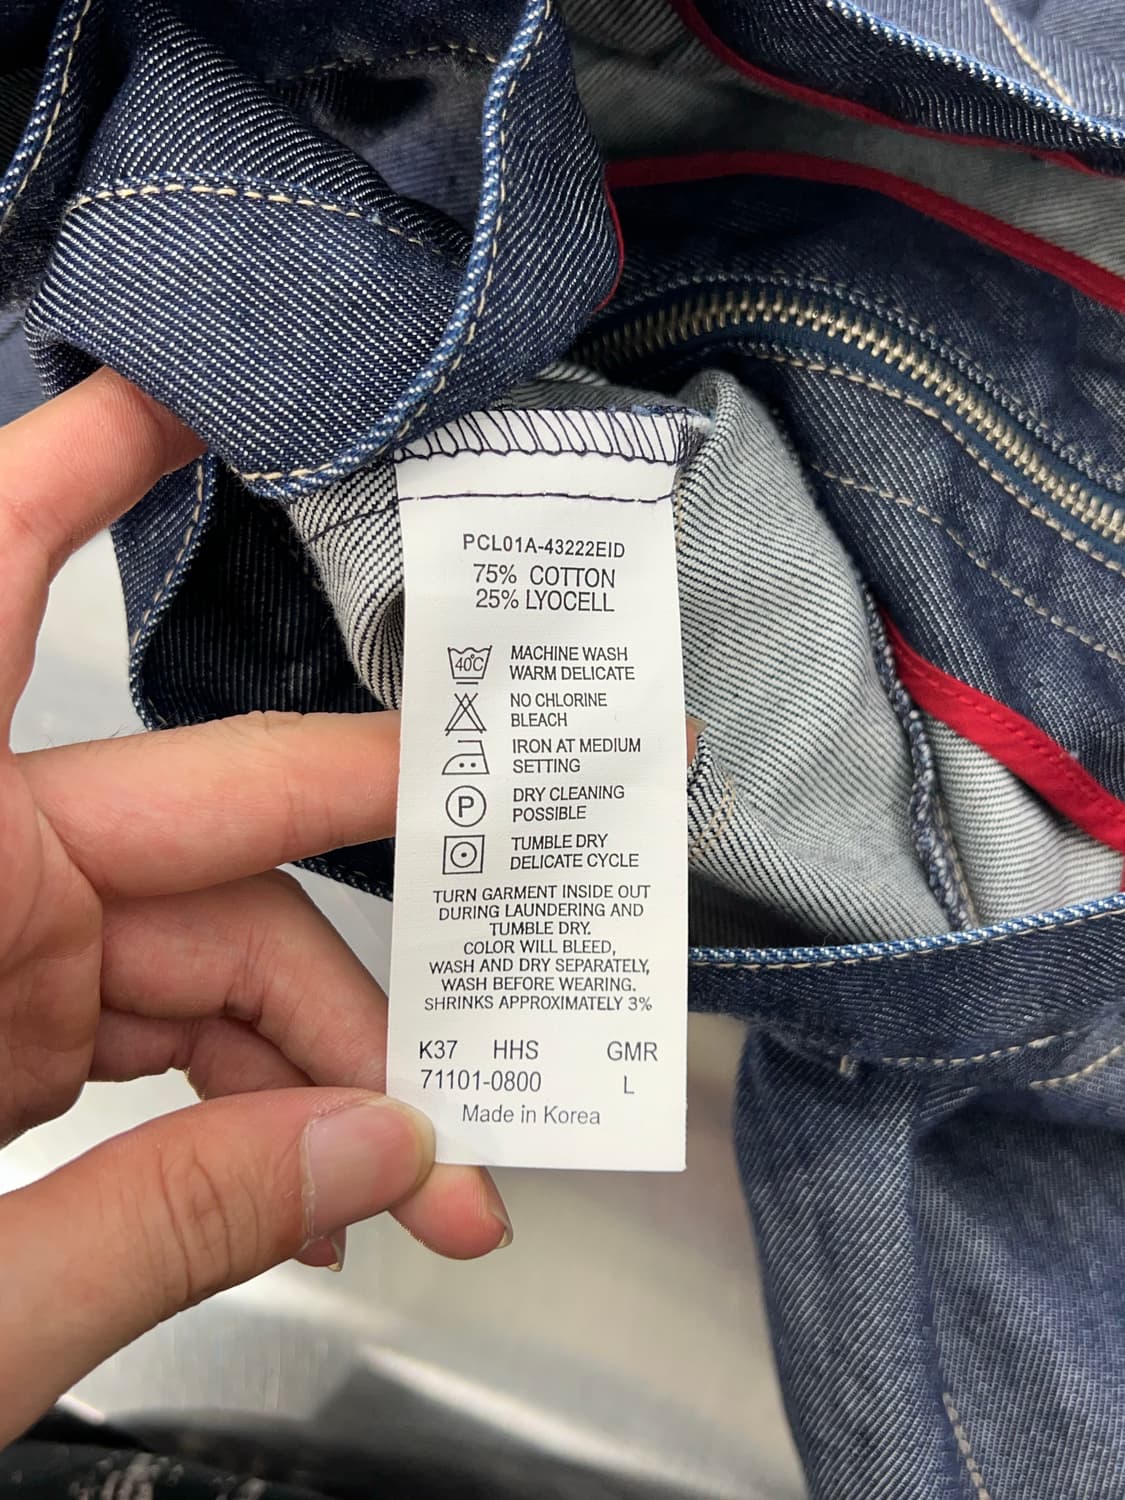 PCL01A-43222EID
75% COTTON
25% LYOCELL
40°C
MACHINE WASH
WARM DELICATE
NO CHLORINE
BLEACH
IRON AT MEDIUM
SETTING
P
DRY CLEANING
POSSIBLE
TUMBLE DRY
DELICATE CYCLE
TURN GARMENT INSIDE OUT
DURING LAUNDERING AND
TUMBLE DRY.
COLOR WILL BLEED,
WASH AND DRY SEPARATELY,
WASH BEFORE WEARING.
SHRINKS APPROXIMATELY 3%
K37 HHS GMR
71101-0800 L
Made in Korea